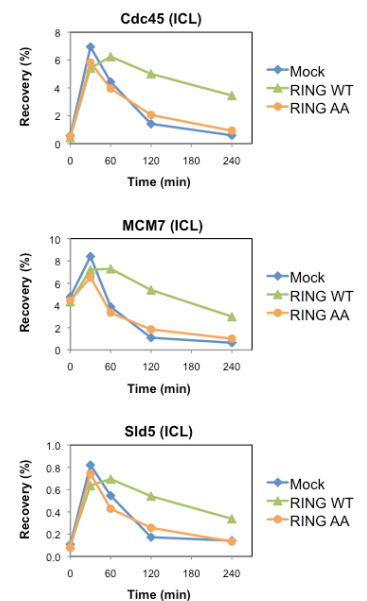 Cdc45 (ICL)
8
6
4
2
0
Recovery (%)
0 60 120 180 240
Time (min)
Mock
RING WT
RING AA
MCM7 (ICL)
10
8
6
4
2
0
Recovery (%)
0 60 120 180 240
Time (min)
Mock
RING WT
RING AA
Sld5 (ICL)
1.0
0.8
0.6
0.4
0.2
0.0
Recovery (%)
0 60 120 180 240
Time (min)
Mock
RING WT
RING AA